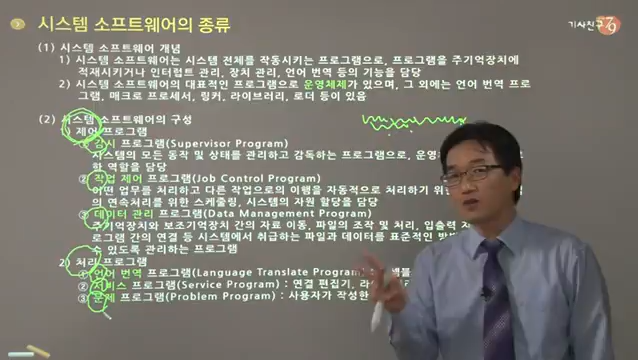 시스템 소프트웨어의 종류
기사친구
(1) 시스템 소프트웨어 개념
1) 시스템 소프트웨어는 시스템 전체를 작동시키는 프로그램으로, 프로그램을 주기억장치에
적재시키거나 인터럽트 관리, 장치 관리, 언어 번역 등의 기능을 담당
2) 시스템 소프트웨어의 대표적인 프로그램으로 운영체제가 있으며, 그 외에는 언어 번역 프로
그램, 매크로 프로세서, 링커, 라이브러리, 로더 등이 있음
(2) 시스템 소프트웨어의 구성
1) 제어 프로그램
① 감시 프로그램(Supervisor Program)
시스템의 모든 동작 및 상태를 관리하고 감독하는 프로그램으로,
한 역할을 담당
② 작업 제어 프로그램(Job Control Program)
어떤 업무를 처리하고 다른 작업으로의 이행을 자동적으로 처리하기
의 연속처리를 위한 스케줄링, 시스템의 자원 할당을 담당
③ 데이터 관리 프로그램(Data Management Program)
주기억장치와 보조기억장치 간의 자료 이동, 파일의 조작 및 처리, 입출력
로그램 간의 연결 등 시스템에서 취급하는 파일과 데이터를 표준적인
수 있도록 관리하는 프로그램
2) 처리 프로그램
① 언어 번역 프로그램(Language Translate Program)
② 서비스 프로그램(Service Program) : 연결 편집기,
③ 문제 프로그램(Problem Program) : 사용자가 작성한